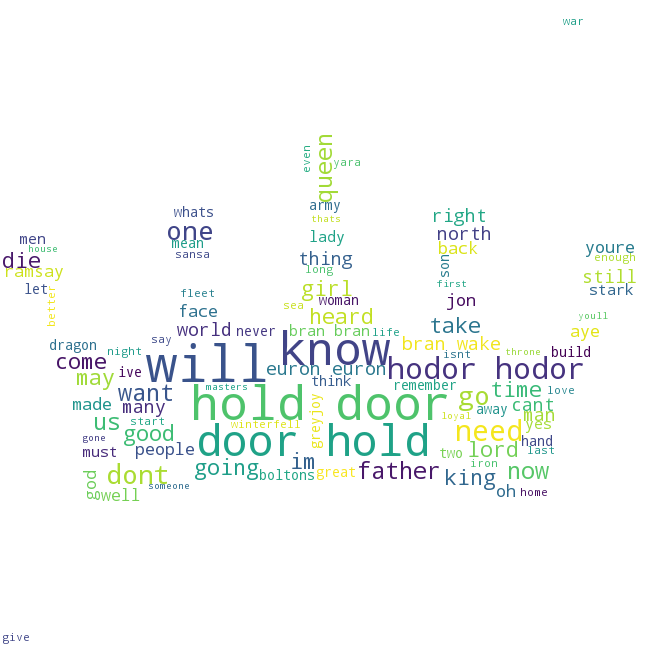 war
even
queen
yara
whats
army
thats
right
one
men
house
mean
lady
north
die
sansa
thing
back
youre
ramsay
long
son
enough
still
let
better
fleet
girl
woman
first
stark
face
sea
heard
jon
youll
world
never
bran bran
life
take
aye
dragon
say
know
bran wake
night
will
isnt
throne
build
come
ive
euron euron
hodor hodor
may
masters
think
remember
time
love
want
go
made
many
hold door
away
cant
man
us
start
winterfell
greyjoy
loyal
yes
good
door hold
need
hand
gone
must
people
im
two
lord
last
dont
going
boltons
great
father
iron
now
god
well
someone
king
oh
home
give